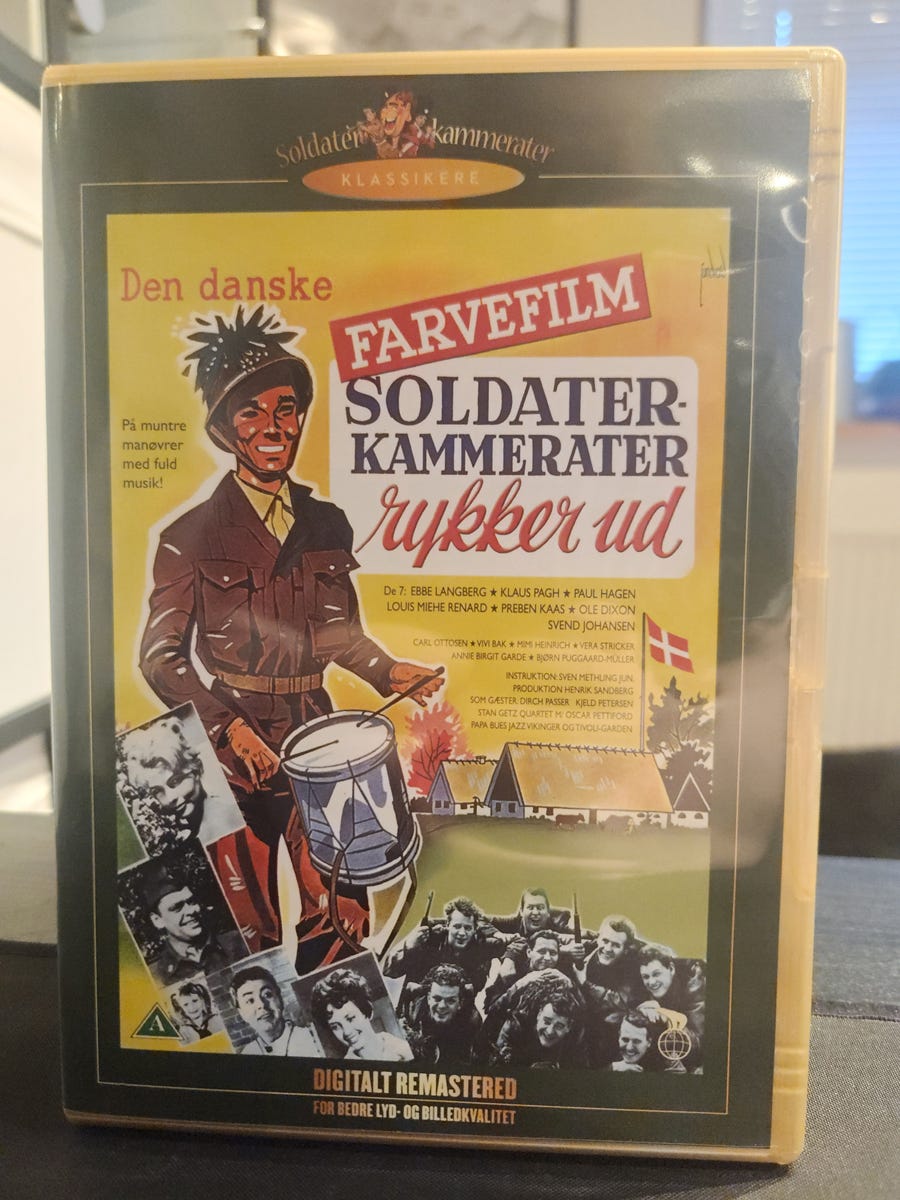 Soldater kammerater
KLASSIKERE
Den danske
FARVEFILM
SOLDATER-
KAMMERATER
rykker ud
På muntre
manøvrer
med fuld
musik!
De 7: EBBE LANGBERG ★ KLAUS PAGH ★ PAUL HAGEN
LOUIS MIEHE RENARD ★ PREBEN KAAS ★ OLE DIXON
SVEND JOHANSEN
CARL OTTOSEN ★ VIVI BAK ★ MIMI HEINRICH ★ VERA STRICKER
ANNIE BIRGIT GARDE ★ BJØRN PUGGAARD-MÜLLER
INSTRUKTION: SVEN METHLING JUN.
PRODUKTION HENRIK SANDBERG
SOM GÆSTER: DIRCH PASSER KJELD PETERSEN
STAN GETZ QUARTET M/ OSCAR PETTIFORD
PAPA BUES JAZZ VIKINGER OG TIVOLI-GARDEN
A
DIGITALT REMASTERED
FOR BEDRE LYD- OG BILLEDKVALITET